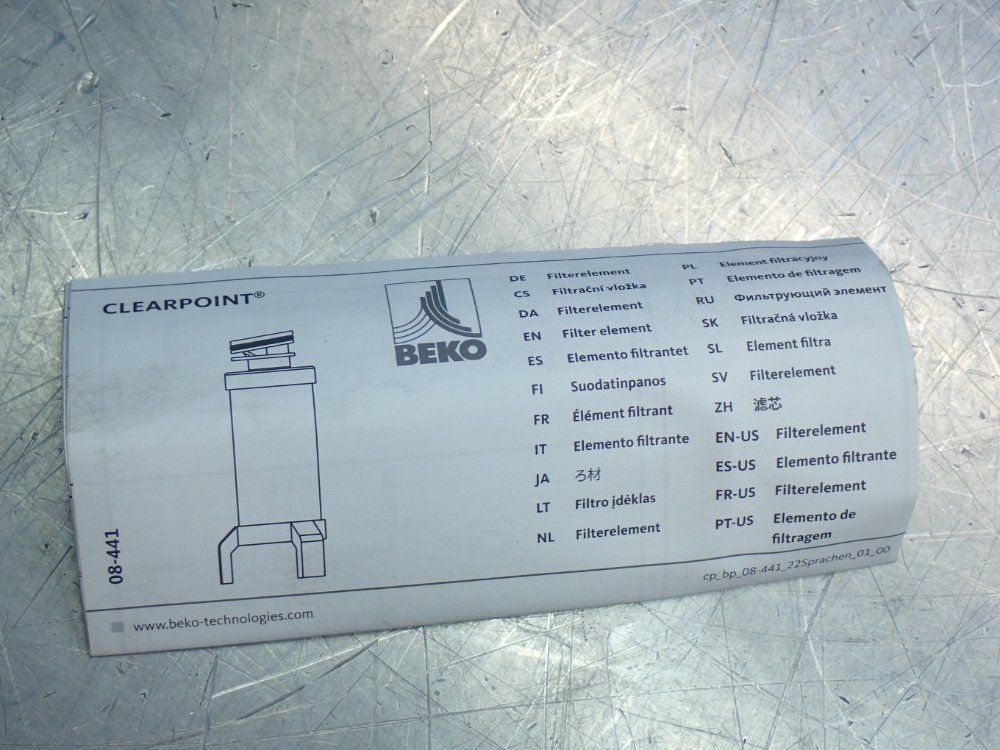 CLEARPOINT®
BEKO
DE Filterelement
CS Filtrační vložka
DA Filterelement
EN Filter element
ES Elemento filtrantet
FI Suodatinpanos
FR Élément filtrant
IT Elemento filtrante
JA ろ材
LT Filtro įdėklas
NL Filterelement
PL Element filtracyjny
PT Elemento de filtragem
RU Фильтрующий элемент
SK Filtračná vložka
SL Element filtra
SV Filterelement
ZH 滤芯
EN-US Filterelement
ES-US Elemento filtrante
FR-US Filterelement
PT-US Elemento de
filtragem
08-441
www.beko-technologies.com
cp_bp_08-441_22Sprachen_01_00